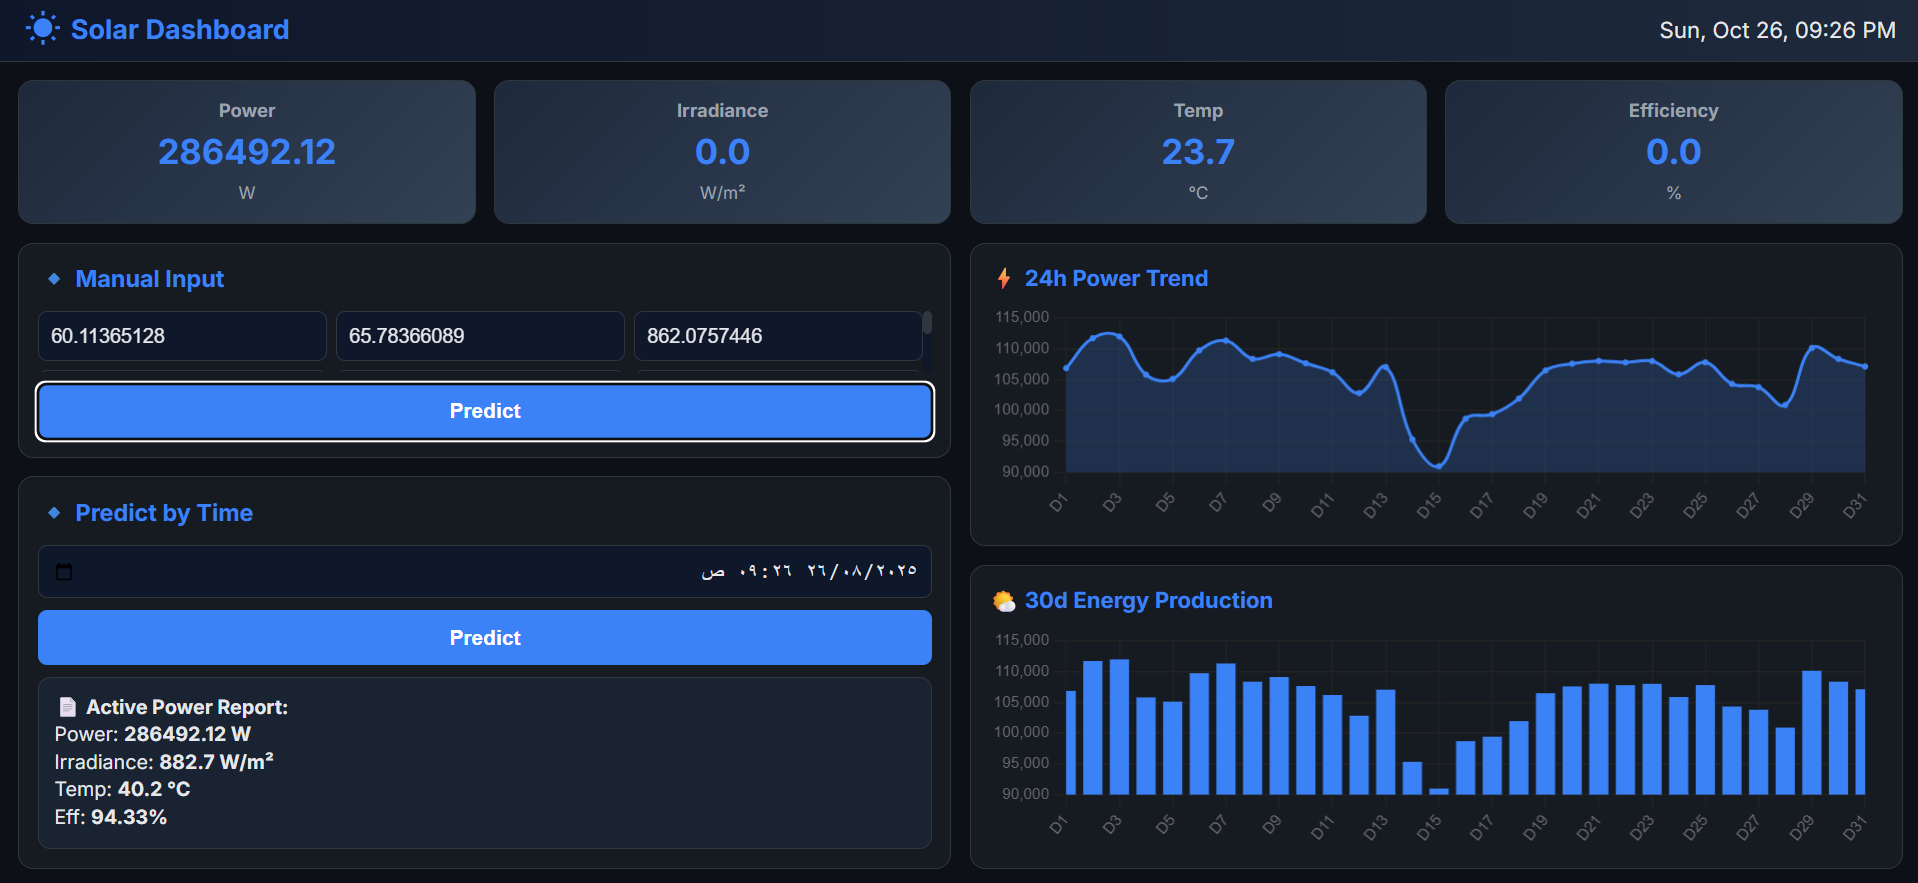 Solar Dashboard
Sun, Oct 26, 09:26 PM
Power
286492.12
W
Irradiance
0.0
W/m²
Temp
23.7
°C
Efficiency
0.0
%
Manual Input
60.11365128 65.78366089 862.0757446
Predict
Predict by Time
٢٦/٠٨/٢٠٢٥ ٠٩:٢٦ ص
Predict
Active Power Report:
Power: 286492.12 W
Irradiance: 882.7 W/m²
Temp: 40.2 °C
Eff: 94.33%
24h Power Trend
115,000
110,000
105,000
100,000
95,000
90,000
D1 D3 D5 D7 D9 D11 D13 D15 D17 D19 D21 D23 D25 D27 D29 D31
30d Energy Production
115,000
110,000
105,000
100,000
95,000
90,000
D1 D3 D5 D7 D9 D11 D13 D15 D17 D19 D21 D23 D25 D27 D29 D31